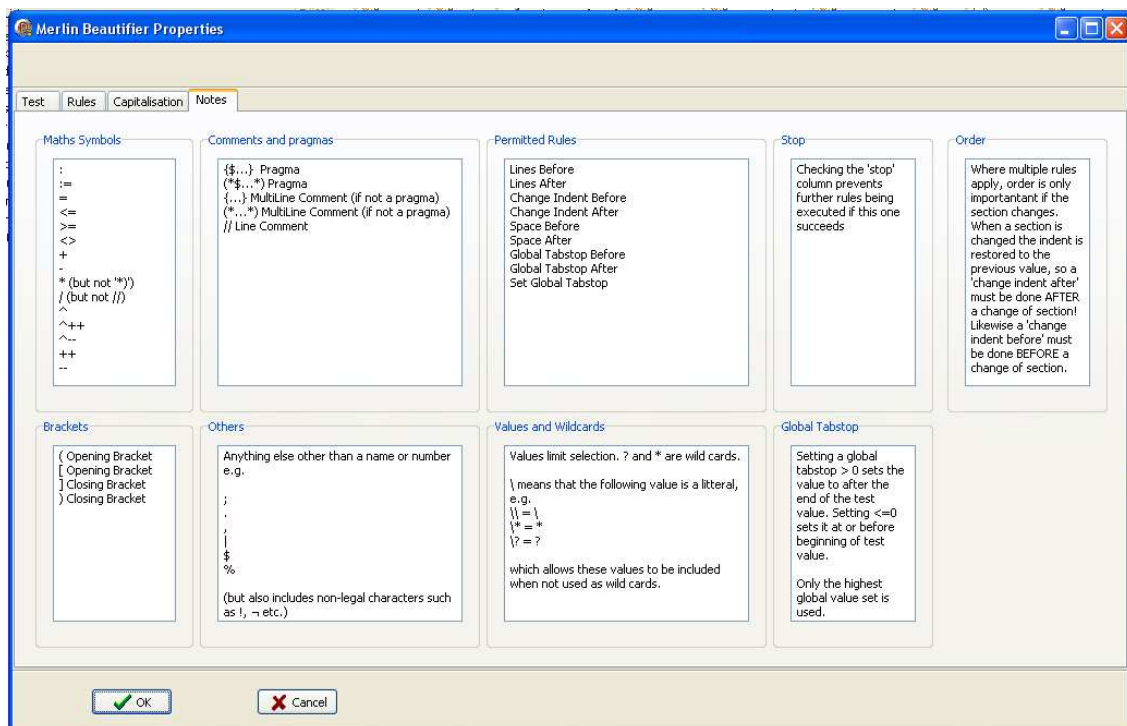 Merlin Beautifier Properties
Test
Rules
Capitalisation
Notes
Maths Symbols
:
:=
=
<=
>=
<>
+
-
* (but not '*)')
/ (but not //)
^
^++
^--
++
--
Comments and pragmas
{$...} Pragma
(*$...*) Pragma
{...} MultiLine Comment (if not a pragma)
(*...*) MultiLine Comment (if not a pragma)
// Line Comment
Permitted Rules
Lines Before
Lines After
Change Indent Before
Change Indent After
Space Before
Space After
Global Tabstop Before
Global Tabstop After
Set Global Tabstop
Stop
Checking the 'stop'
column prevents
further rules being
executed if this one
succeeds
Order
Where multiple rules
apply, order is only
importantant if the
section changes.
When a section is
changed the indent is
restored to the
previous value, so a
'change indent after'
must be done AFTER
a change of section!
Likewise a 'change
indent before' must
be done BEFORE a
change of section.
Brackets
( Opening Bracket
[ Opening Bracket
] Closing Bracket
) Closing Bracket
Others
Anything else other than a name or number
e.g.
;
.
,
|
$
%
(but also includes non-legal characters such
as !, ¬ etc.)
Values and Wildcards
Values limit selection. ? and * are wild cards.
\ means that the following value is a litteral,
e.g.
\\ = \
\* = *
\? = ?
which allows these values to be included
when not used as wild cards.
Global Tabstop
Setting a global
tabstop > 0 sets the
value to after the
end of the test
value. Setting <=0
sets it at or before
beginning of test
value.
Only the highest
global value set is
used.
OK
Cancel